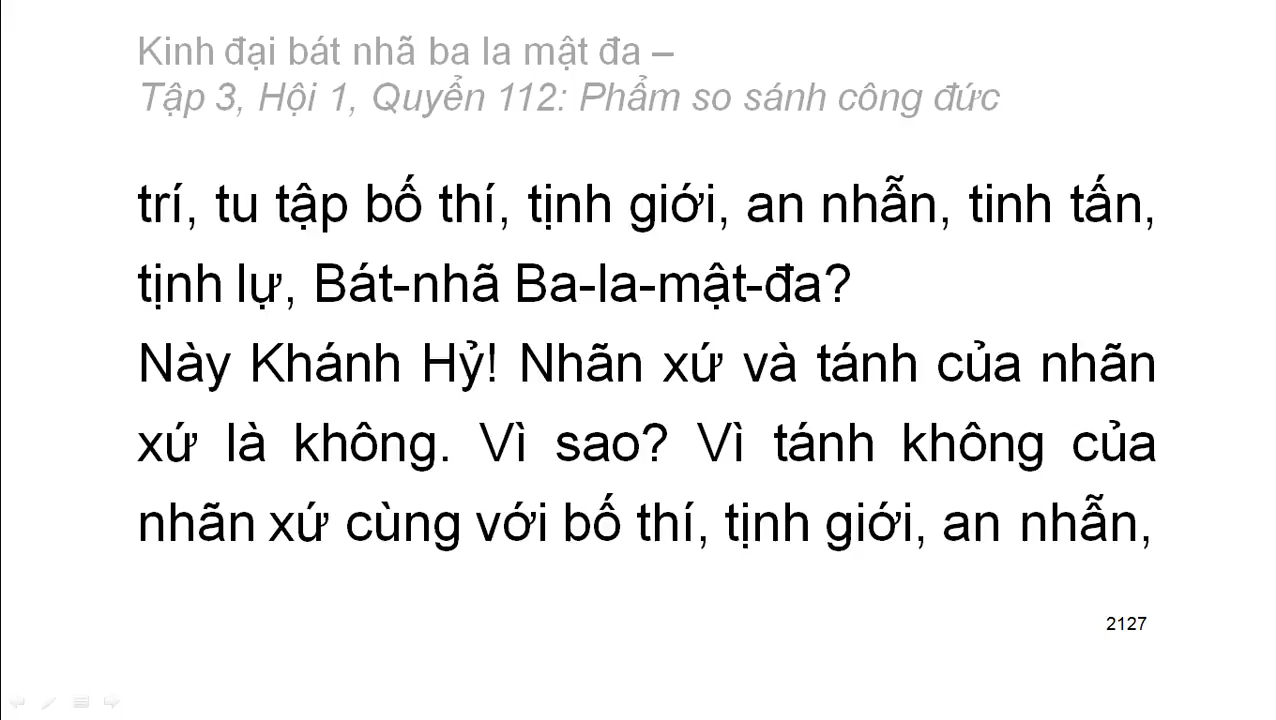 Kinh đại bát nhã ba la mật đa –
Tập 3, Hội 1, Quyển 112: Phẩm so sánh công đức
trí, tu tập bố thí, tịnh giới, an nhẫn, tinh tấn,
tịnh lự, Bát-nhã Ba-la-mật-đa?
Này Khánh Hỷ! Nhãn xứ và tánh của nhãn
xứ là không. Vì sao? Vì tánh không của
nhãn xứ cùng với bố thí, tịnh giới, an nhẫn,
2127